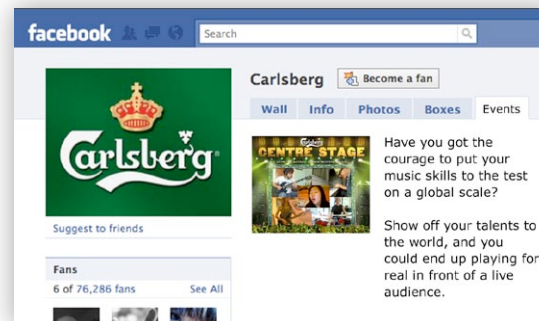 facebook
Search
Carlsberg
Carlsberg
Become a fan
Wall Info Photos Boxes Events
Carlsberg
CENTRE STAGE
Have you got the
courage to put your
music skills to the test
on a global scale?
Show off your talents to
the world, and you
could end up playing for
real in front of a live
audience.
Suggest to friends
Fans
6 of 76,286 fans See All